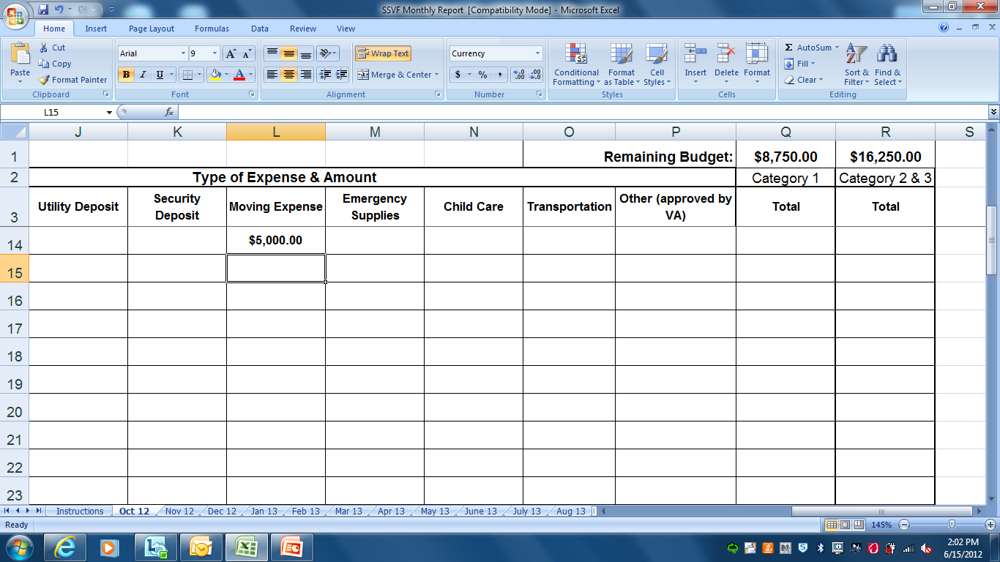 SSVF Monthly Report [Compatibility Mode] - Microsoft Excel
Home Insert Page Layout Formulas Data Review View
Paste
Cut
Copy
Format Painter
Clipboard
Arial 9
B I U
Font
Wrap Text
Merge & Center
Alignment
Currency
$ % ,
Number
Conditional Formatting
Format as Table
Cell Styles
Styles
Insert Delete Format
Cells
Σ AutoSum
Fill
Clear
Sort & Filter
Find & Select
Editing
L15 fx
J K L M N O P Q R S
1 Remaining Budget: $8,750.00 $16,250.00
2 Type of Expense & Amount Category 1 Category 2 & 3
3 Utility Deposit Security Deposit Moving Expense Emergency Supplies Child Care Transportation Other (approved by VA) Total Total
14 $5,000.00
15
16
17
18
19
20
21
22
23
Instructions Oct 12 Nov 12 Dec 12 Jan 13 Feb 13 Mar 13 Apr 13 May 13 June 13 July 13 Aug 13
Ready 145%
2:02 PM
6/15/2012